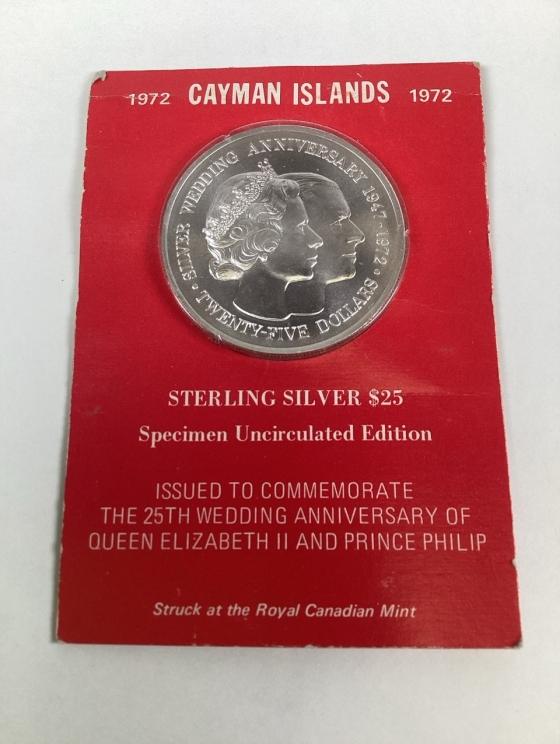 1972 CAYMAN ISLANDS 1972
SILVER WEDDING ANNIVERSARY 1947-1972
TWENTY-FIVE DOLLARS
STERLING SILVER $25
Specimen Uncirculated Edition
ISSUED TO COMMEMORATE
THE 25TH WEDDING ANNIVERSARY OF
QUEEN ELIZABETH II AND PRINCE PHILIP
Struck at the Royal Canadian Mint